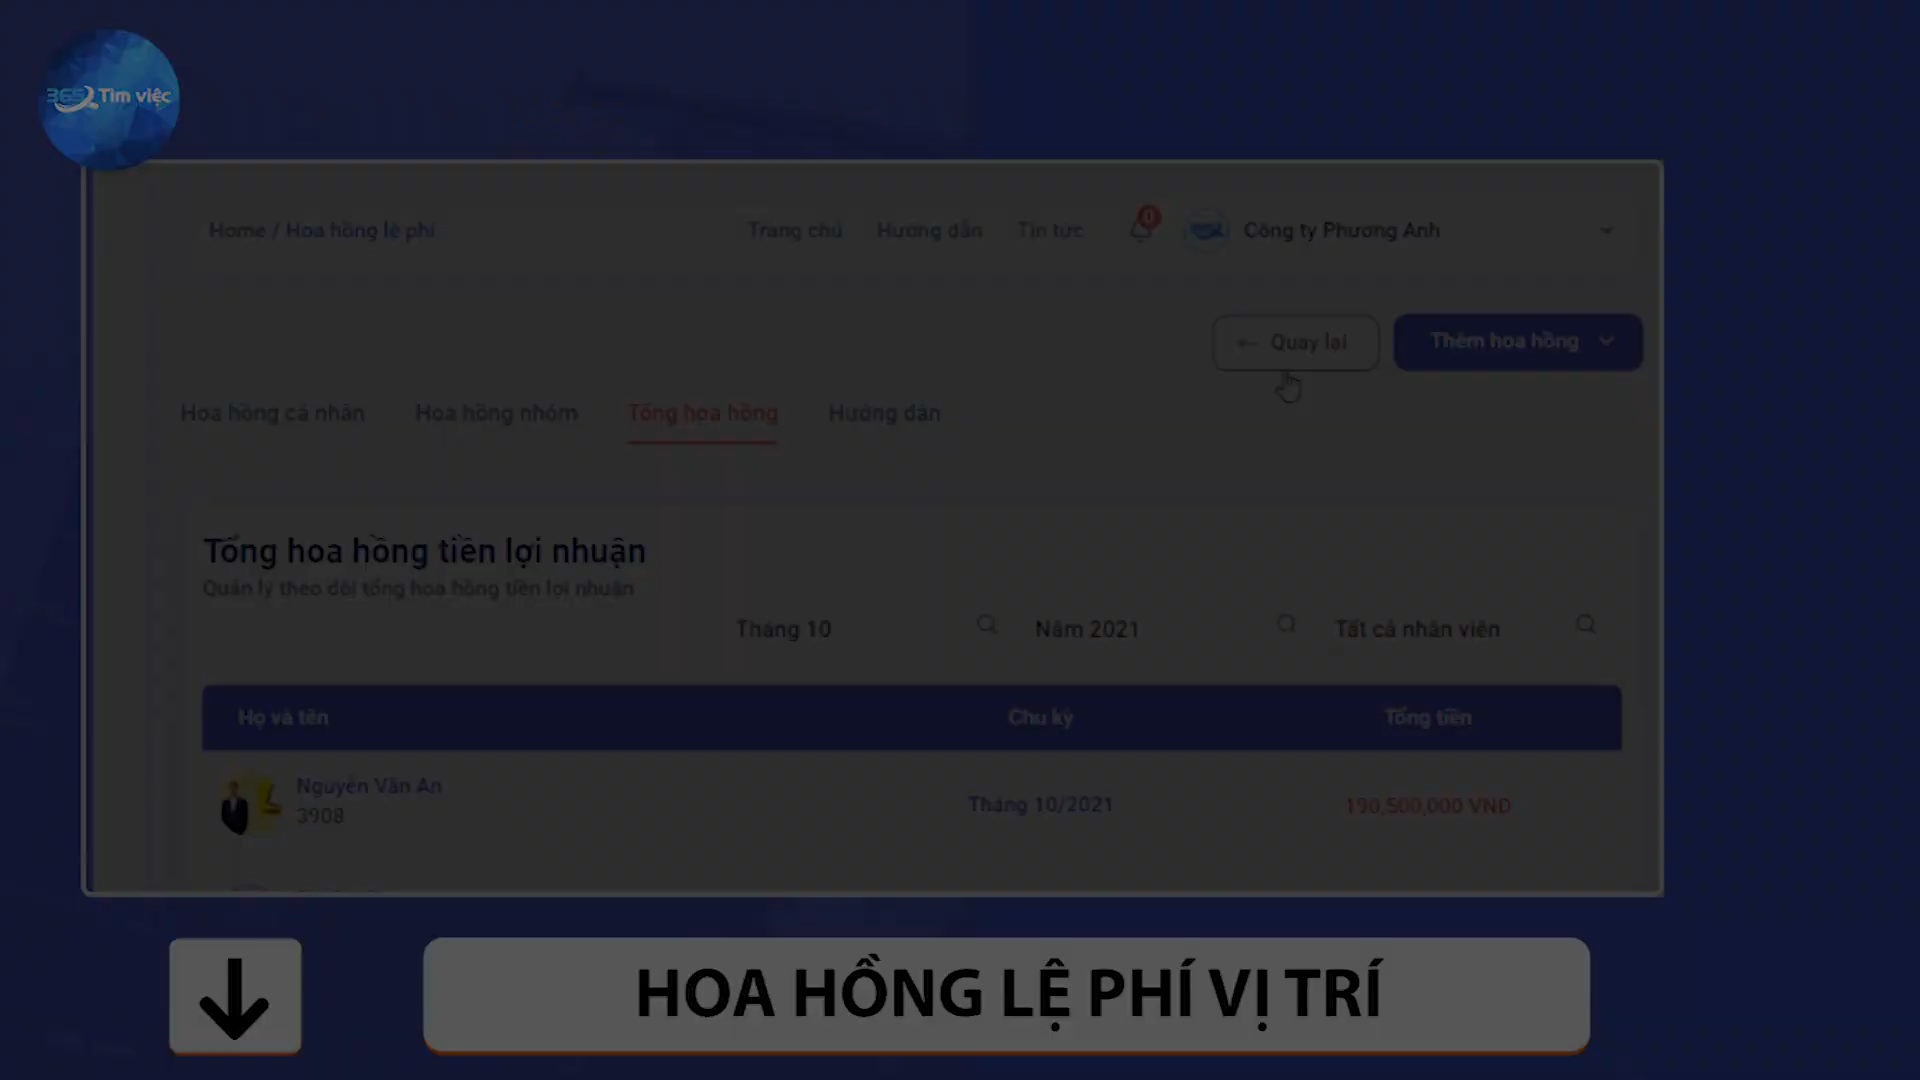 365 Tìm việc
Home / Hoa hồng lệ phí
Trang chủ
Hướng dẫn
Tin tức
0
Công ty Phương Anh
← Quay lại
Thêm hoa hồng
Hoa hồng cá nhân
Hoa hồng nhóm
Tổng hoa hồng
Hướng dẫn
Tổng hoa hồng tiền lợi nhuận
Quản lý theo dõi tổng hoa hồng tiền lợi nhuận
Tháng 10
Năm 2021
Tất cả nhân viên
Họ và tên
Chu kỳ
Tổng tiền
Nguyễn Văn An
3908
Tháng 10/2021
190,500,000 VNĐ
HOA HỒNG LỆ PHÍ VỊ TRÍ